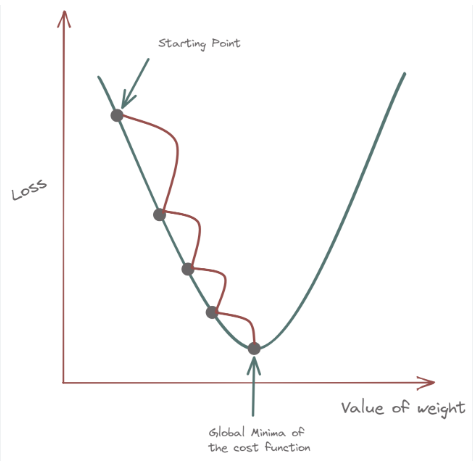 Starting Point
Loss
Value of weight
Global Minima of
the cost function